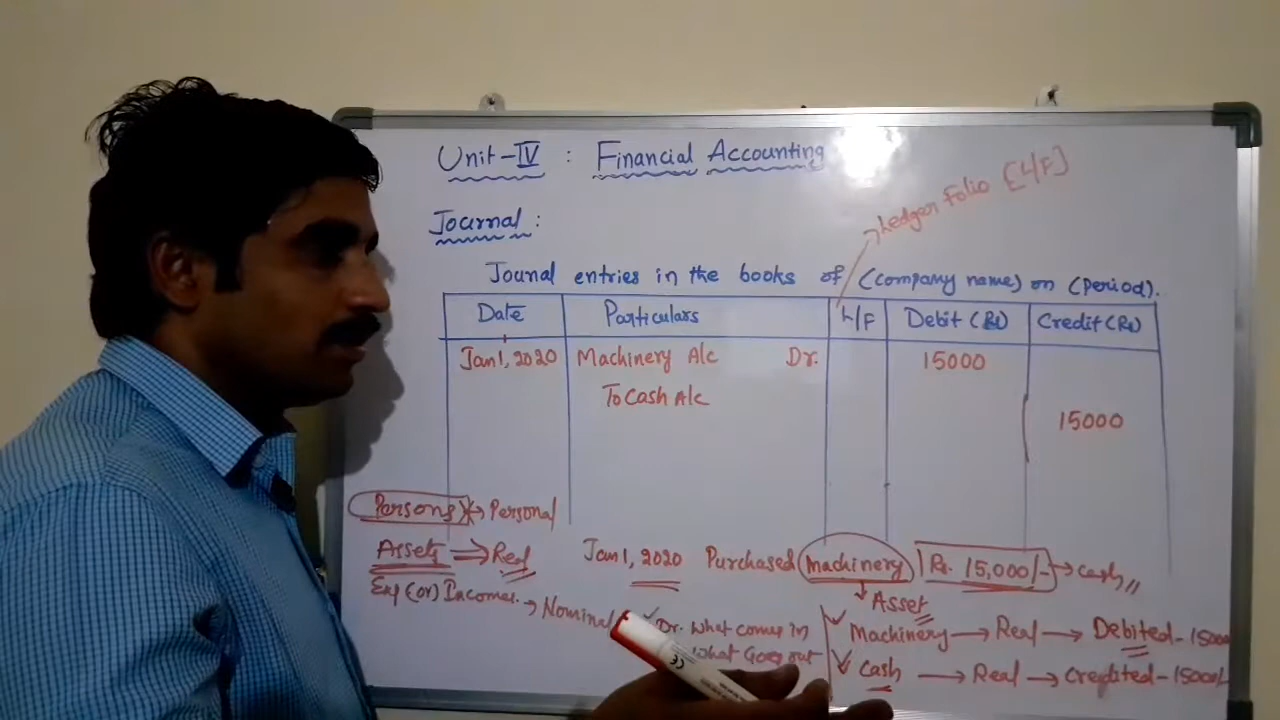 Unit-IV : Financial Accounting
Ledger Folio [L/F]
Journal :
Jounal entries in the books of (company name) on (period).
Date Particulars L/F Debit (Rs) Credit (Rs)
Jan 1, 2020 Machinery A/c Dr. 15000
To Cash A/c
15000
Persons → Personal
Assets ⇒ Real
Exp (or) Incomes → Nominal
Jan 1, 2020 Purchased Machinery Rs. 15,000/- → cash
Asset
Dr. What comes in
What Goes out
Machinery → Real → Debited - 15000
Cash → Real → Credited - 15000/-